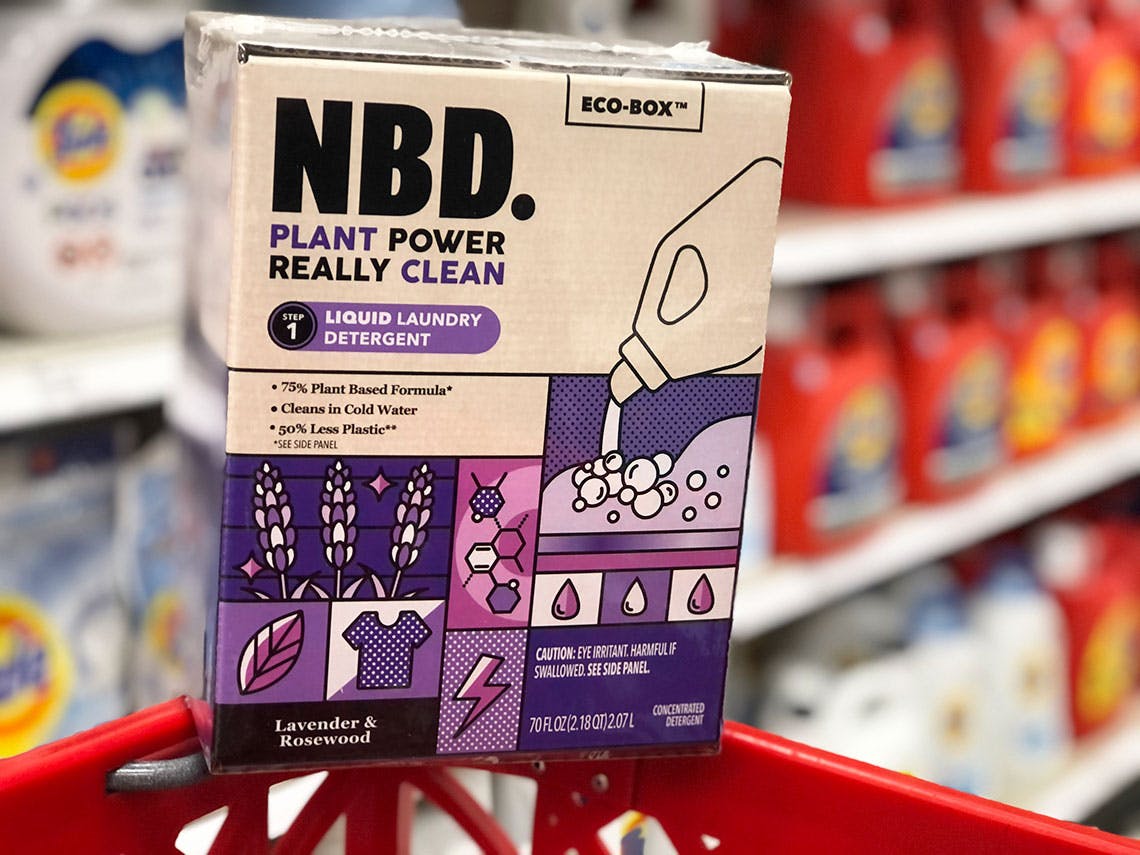 ECO-BOX™
NBD.
PLANT POWER
REALLY CLEAN
STEP
1
LIQUID LAUNDRY
DETERGENT
• 75% Plant Based Formula*
• Cleans in Cold Water
• 50% Less Plastic**
*SEE SIDE PANEL
CAUTION: EYE IRRITANT. HARMFUL IF
SWALLOWED. SEE SIDE PANEL.
70 FL OZ (2.18 QT) 2.07 L
CONCENTRATED
DETERGENT
Lavender &
Rosewood
Tide